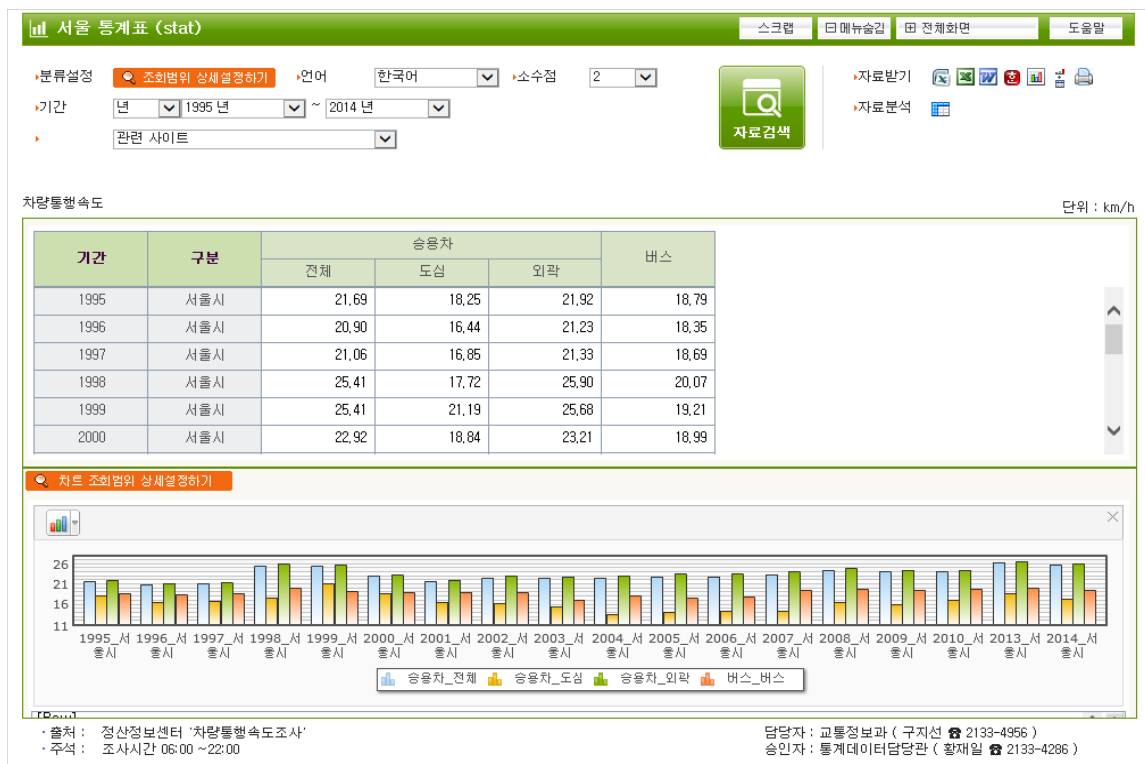 서울 통계표 (stat)
스크랩 메뉴숨김 전체화면 도움말
분류설정 조회범위 상세설정하기 언어 한국어 소수점 2
기간 년 1995 년 ~ 2014 년
관련 사이트
자료검색
자료받기
자료분석
차량통행속도
단위 : km/h
기간 구분 승용차 버스
전체 도심 외곽
1995 서울시 21,69 18,25 21,92 18,79
1996 서울시 20,90 16,44 21,23 18,35
1997 서울시 21,06 16,85 21,33 18,69
1998 서울시 25,41 17,72 25,90 20,07
1999 서울시 25,41 21,19 25,68 19,21
2000 서울시 22,92 18,84 23,21 18,99
차트 조회범위 상세설정하기
26
21
16
11
1995_서 1996_서 1997_서 1998_서 1999_서 2000_서 2001_서 2002_서 2003_서 2004_서 2005_서 2006_서 2007_서 2008_서 2009_서 2010_서 2013_서 2014_서
울시 울시 울시 울시 울시 울시 울시 울시 울시 울시 울시 울시 울시 울시 울시 울시 울시 울시
승용차_전체 승용차_도심 승용차_외곽 버스_버스
· 출처 : 정산정보센터 '차량통행속도조사'
· 주석 : 조사시간 06:00 ~22:00
담당자 : 교통정보과 ( 구지선 ☎ 2133-4956 )
승인자 : 통계데이터담당관 ( 황재일 ☎ 2133-4286 )